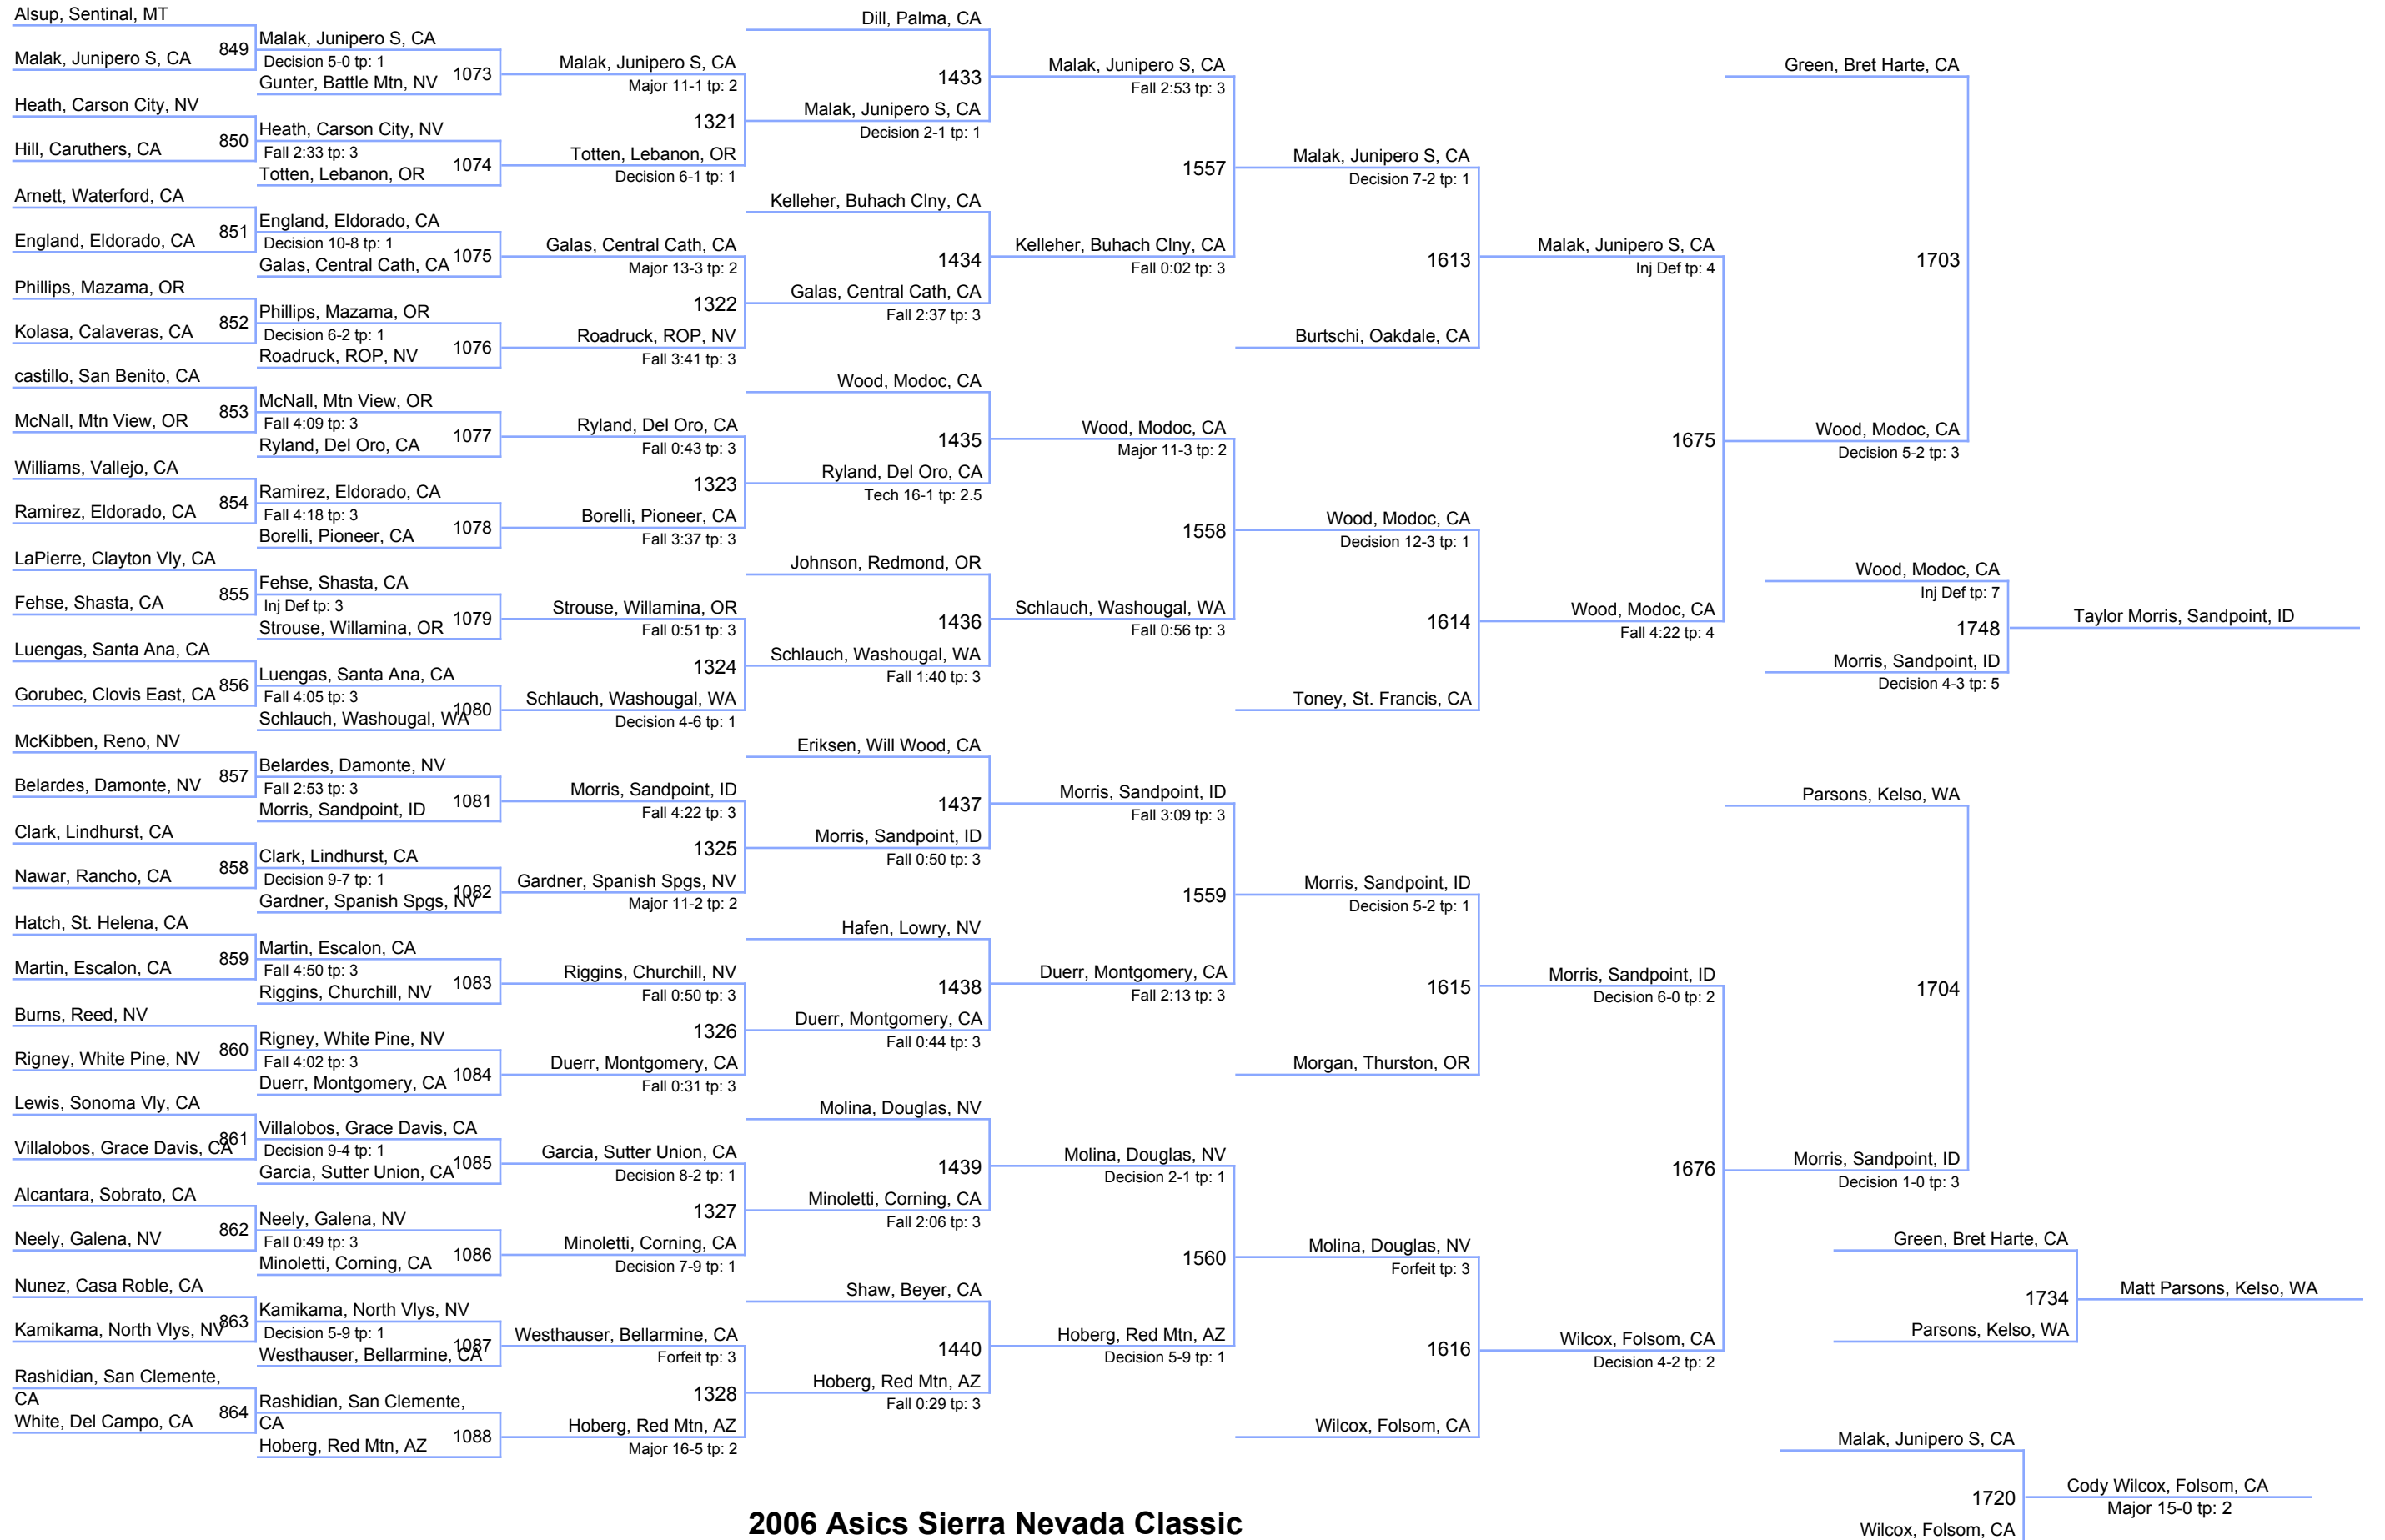 Alsup, Sentinal, MT
Malak, Junipero S, CA
849
Heath, Carson City, NV
Hill, Caruthers, CA
850
Arnett, Waterford, CA
England, Eldorado, CA
851
Phillips, Mazama, OR
Kolasa, Calaveras, CA
852
castillo, San Benito, CA
McNall, Mtn View, OR
853
Williams, Vallejo, CA
Ramirez, Eldorado, CA
854
LaPierre, Clayton Vly, CA
Fehse, Shasta, CA
855
Luengas, Santa Ana, CA
Gorubec, Clovis East, CA
856
McKibben, Reno, NV
Belardes, Damonte, NV
857
Clark, Lindhurst, CA
Nawar, Rancho, CA
858
Hatch, St. Helena, CA
Martin, Escalon, CA
859
Burns, Reed, NV
Rigney, White Pine, NV
860
Lewis, Sonoma Vly, CA
Villalobos, Grace Davis, CA
861
Alcantara, Sobrato, CA
Neely, Galena, NV
862
Nunez, Casa Roble, CA
Kamikama, North Vlys, NV
863
Rashidian, San Clemente,
CA
White, Del Campo, CA
864
Malak, Junipero S, CA
Decision 5-0 tp: 1
Gunter, Battle Mtn, NV
1073
Heath, Carson City, NV
Fall 2:33 tp: 3
Totten, Lebanon, OR
1074
England, Eldorado, CA
Decision 10-8 tp: 1
Galas, Central Cath, CA
1075
Phillips, Mazama, OR
Decision 6-2 tp: 1
Roadruck, ROP, NV
1076
McNall, Mtn View, OR
Fall 4:09 tp: 3
Ryland, Del Oro, CA
1077
Ramirez, Eldorado, CA
Fall 4:18 tp: 3
Borelli, Pioneer, CA
1078
Fehse, Shasta, CA
Inj Def tp: 3
Strouse, Willamina, OR
1079
Luengas, Santa Ana, CA
Fall 4:05 tp: 3
Schlauch, Washougal, WA
1080
Belardes, Damonte, NV
Fall 2:53 tp: 3
Morris, Sandpoint, ID
1081
Clark, Lindhurst, CA
Decision 9-7 tp: 1
Gardner, Spanish Spgs, NV
1082
Martin, Escalon, CA
Fall 4:50 tp: 3
Riggins, Churchill, NV
1083
Rigney, White Pine, NV
Fall 4:02 tp: 3
Duerr, Montgomery, CA
1084
Villalobos, Grace Davis, CA
Decision 9-4 tp: 1
Garcia, Sutter Union, CA
1085
Neely, Galena, NV
Fall 0:49 tp: 3
Minoletti, Corning, CA
1086
Kamikama, North Vlys, NV
Decision 5-9 tp: 1
Westhauser, Bellarmine, CA
1087
Rashidian, San Clemente,
CA
Hoberg, Red Mtn, AZ
1088
Malak, Junipero S, CA
Major 11-1 tp: 2
1321
Totten, Lebanon, OR
Decision 6-1 tp: 1
Galas, Central Cath, CA
Major 13-3 tp: 2
1322
Roadruck, ROP, NV
Fall 3:41 tp: 3
Ryland, Del Oro, CA
Fall 0:43 tp: 3
1323
Borelli, Pioneer, CA
Fall 3:37 tp: 3
Strouse, Willamina, OR
Fall 0:51 tp: 3
1324
Schlauch, Washougal, WA
Decision 4-6 tp: 1
Morris, Sandpoint, ID
Fall 4:22 tp: 3
1325
Gardner, Spanish Spgs, NV
Major 11-2 tp: 2
Riggins, Churchill, NV
Fall 0:50 tp: 3
1326
Duerr, Montgomery, CA
Fall 0:31 tp: 3
Garcia, Sutter Union, CA
Decision 8-2 tp: 1
1327
Minoletti, Corning, CA
Decision 7-9 tp: 1
Westhauser, Bellarmine, CA
Forfeit tp: 3
1328
Hoberg, Red Mtn, AZ
Major 16-5 tp: 2
Dill, Palma, CA
1433
Malak, Junipero S, CA
Decision 2-1 tp: 1
Kelleher, Buhach Clny, CA
1434
Galas, Central Cath, CA
Fall 2:37 tp: 3
Wood, Modoc, CA
1435
Ryland, Del Oro, CA
Tech 16-1 tp: 2.5
Johnson, Redmond, OR
1436
Schlauch, Washougal, WA
Fall 1:40 tp: 3
Eriksen, Will Wood, CA
1437
Morris, Sandpoint, ID
Fall 0:50 tp: 3
Hafen, Lowry, NV
1438
Duerr, Montgomery, CA
Fall 0:44 tp: 3
Molina, Douglas, NV
1439
Minoletti, Corning, CA
Fall 2:06 tp: 3
Shaw, Beyer, CA
1440
Hoberg, Red Mtn, AZ
Fall 0:29 tp: 3
Malak, Junipero S, CA
Fall 2:53 tp: 3
1557
Kelleher, Buhach Clny, CA
Fall 0:02 tp: 3
Wood, Modoc, CA
Major 11-3 tp: 2
1558
Schlauch, Washougal, WA
Fall 0:56 tp: 3
Morris, Sandpoint, ID
Fall 3:09 tp: 3
1559
Duerr, Montgomery, CA
Fall 2:13 tp: 3
Molina, Douglas, NV
Decision 2-1 tp: 1
1560
Hoberg, Red Mtn, AZ
Decision 5-9 tp: 1
Malak, Junipero S, CA
Decision 7-2 tp: 1
1613
Burtschi, Oakdale, CA
Wood, Modoc, CA
Decision 12-3 tp: 1
1614
Toney, St. Francis, CA
Morris, Sandpoint, ID
Decision 5-2 tp: 1
1615
Morgan, Thurston, OR
Molina, Douglas, NV
Forfeit tp: 3
1616
Wilcox, Folsom, CA
Malak, Junipero S, CA
Inj Def tp: 4
1675
Wood, Modoc, CA
Fall 4:22 tp: 4
Morris, Sandpoint, ID
Decision 6-0 tp: 2
1676
Wilcox, Folsom, CA
Decision 4-2 tp: 2
Green, Bret Harte, CA
1703
Wood, Modoc, CA
Decision 5-2 tp: 3
Parsons, Kelso, WA
1704
Morris, Sandpoint, ID
Decision 1-0 tp: 3
Wood, Modoc, CA
Inj Def tp: 7
1748
Morris, Sandpoint, ID
Decision 4-3 tp: 5
Taylor Morris, Sandpoint, ID
Green, Bret Harte, CA
1734
Parsons, Kelso, WA
Matt Parsons, Kelso, WA
Malak, Junipero S, CA
1720
Wilcox, Folsom, CA
Cody Wilcox, Folsom, CA
Major 15-0 tp: 2
2006 Asics Sierra Nevada Classic